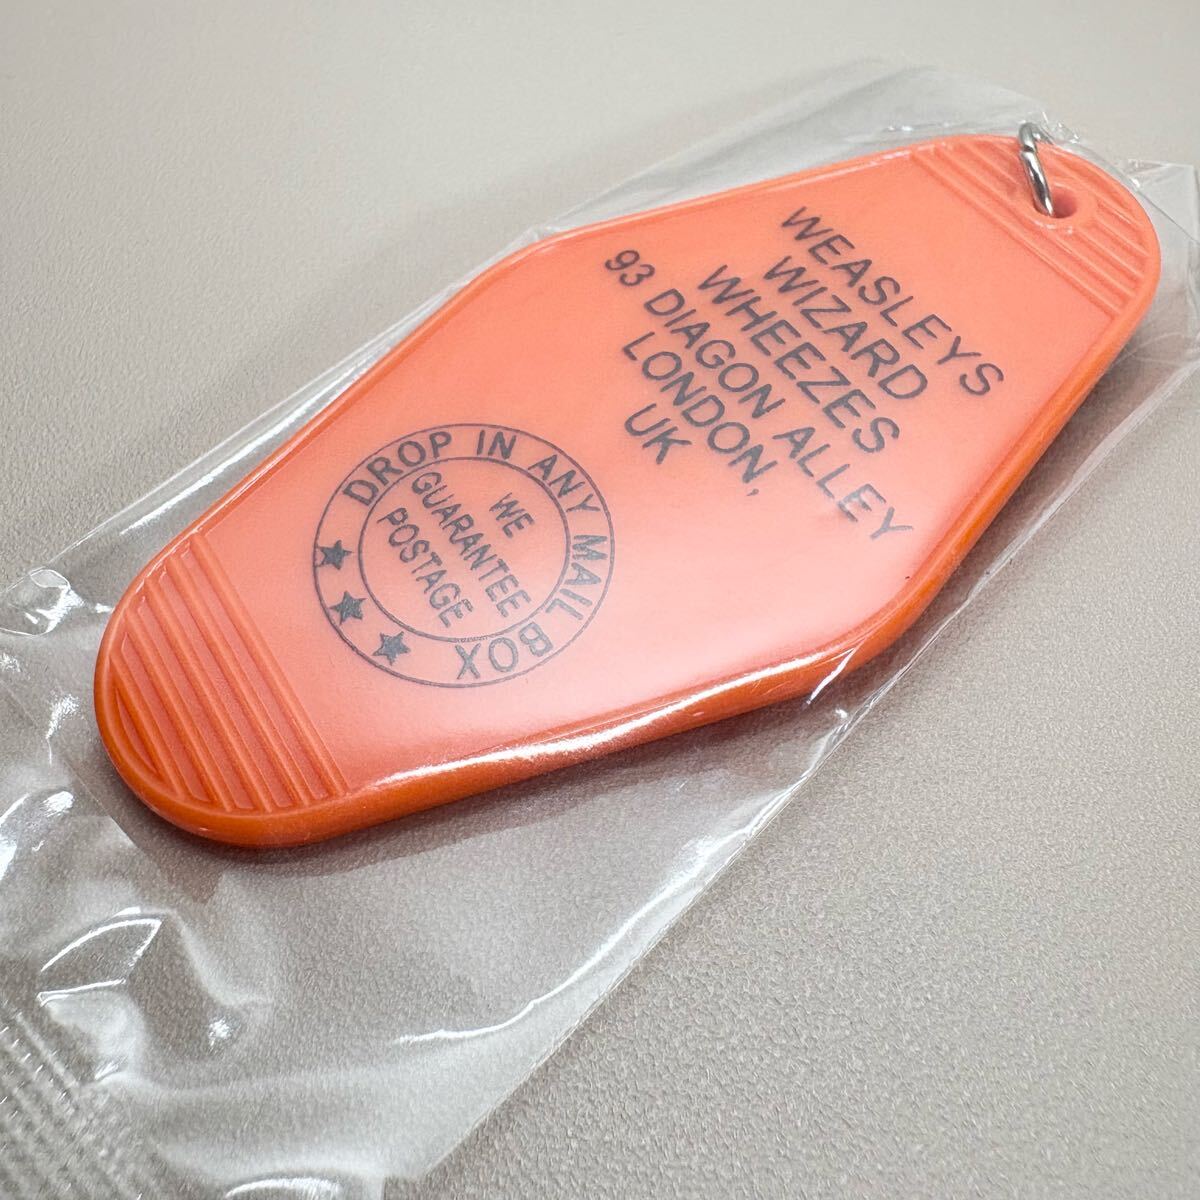 WEASLEYS
WIZARD
WHEEZES
93 DIAGON ALLEY
LONDON,
UK
DROP IN ANY MAIL BOX
WE
GUARANTEE
POSTAGE